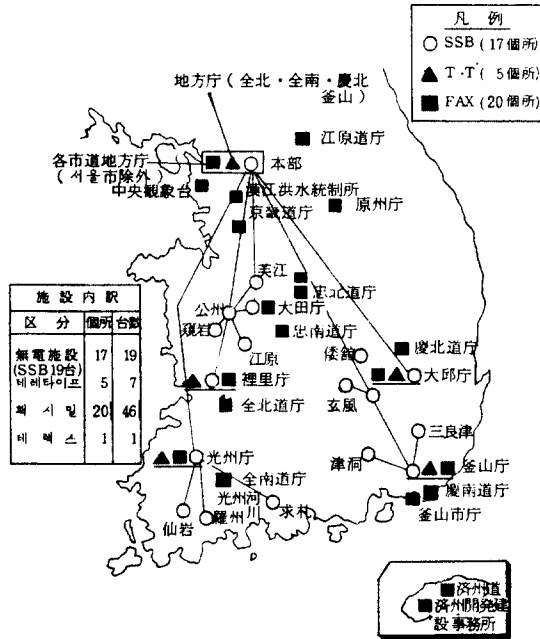 凡例
○ SSB (17個所)
▲ T・T (5個所)
■ FAX (20個所)
地方庁(全北・全南・慶北
釜山)
江原道庁
各市道地方庁
(서울市除外)
本部
中央観象台
漢江洪水統制所
京畿道庁
原州庁
芙江
忠北道庁
公州
大田庁
窺岩
忠南道庁
江原
倭館
慶北道庁
大邱庁
玄風
裡里庁
全北道庁
三良津
津洞
釜山庁
慶南道庁
釜山市庁
光州庁
全南道庁
光州河
川
求村
仙岩
羅州
済州道
済州開発建
設事務所
施設内訳
区分 個所 台数
無電施設 17 19
(SSB19台)
테레타이프 5 7
팩시밀 20 46
테렉스 1 1